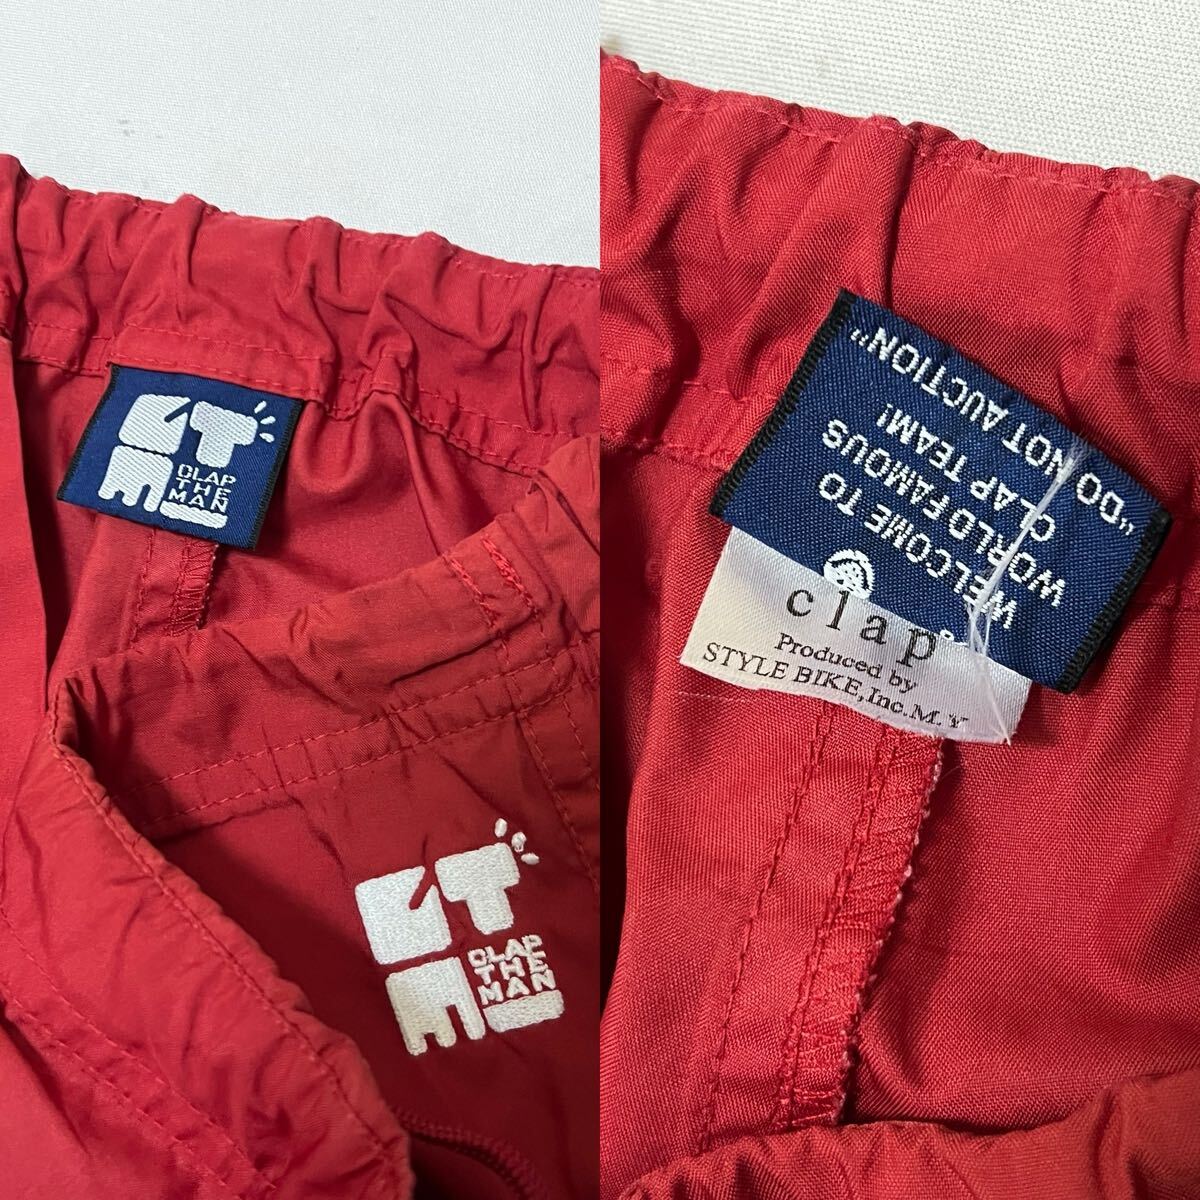 CLAP
THE
MAN
CLAP
THE
MAN
WELCOME TO
WORLD FAMOUS
CLAP TEAM!
"DO NOT AUCTION"
clap
Produced by
STYLE BIKE,Inc.M.Y